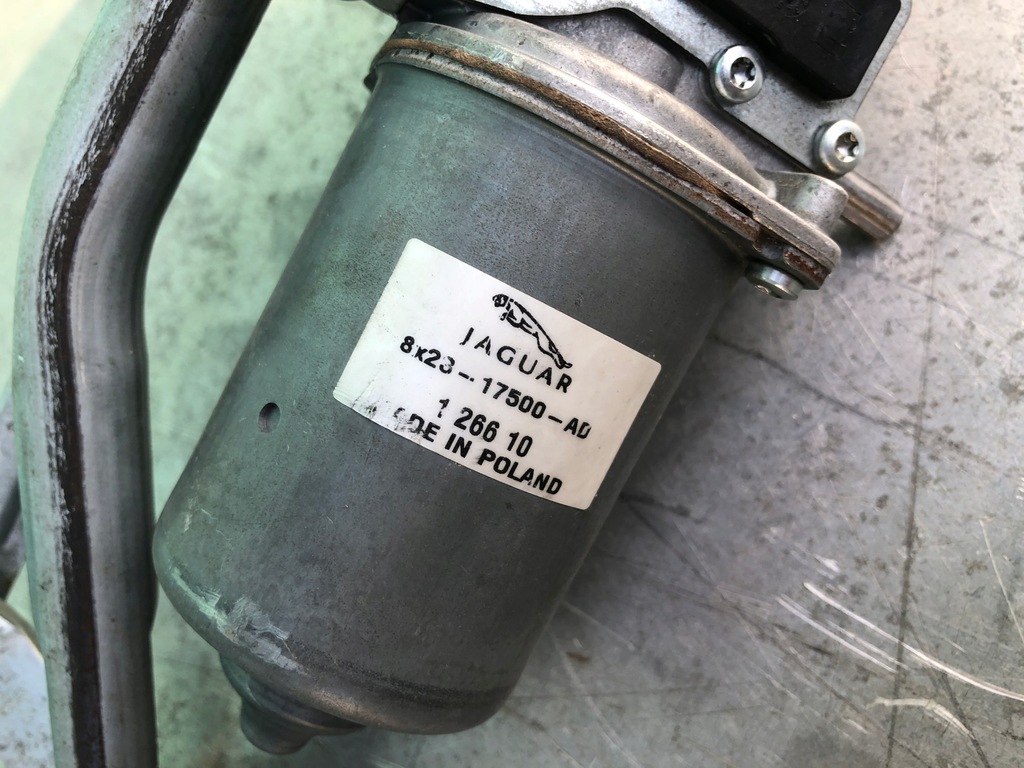 JAGUAR
8x23-17500-AD
1 266 10
DE IN POLAND